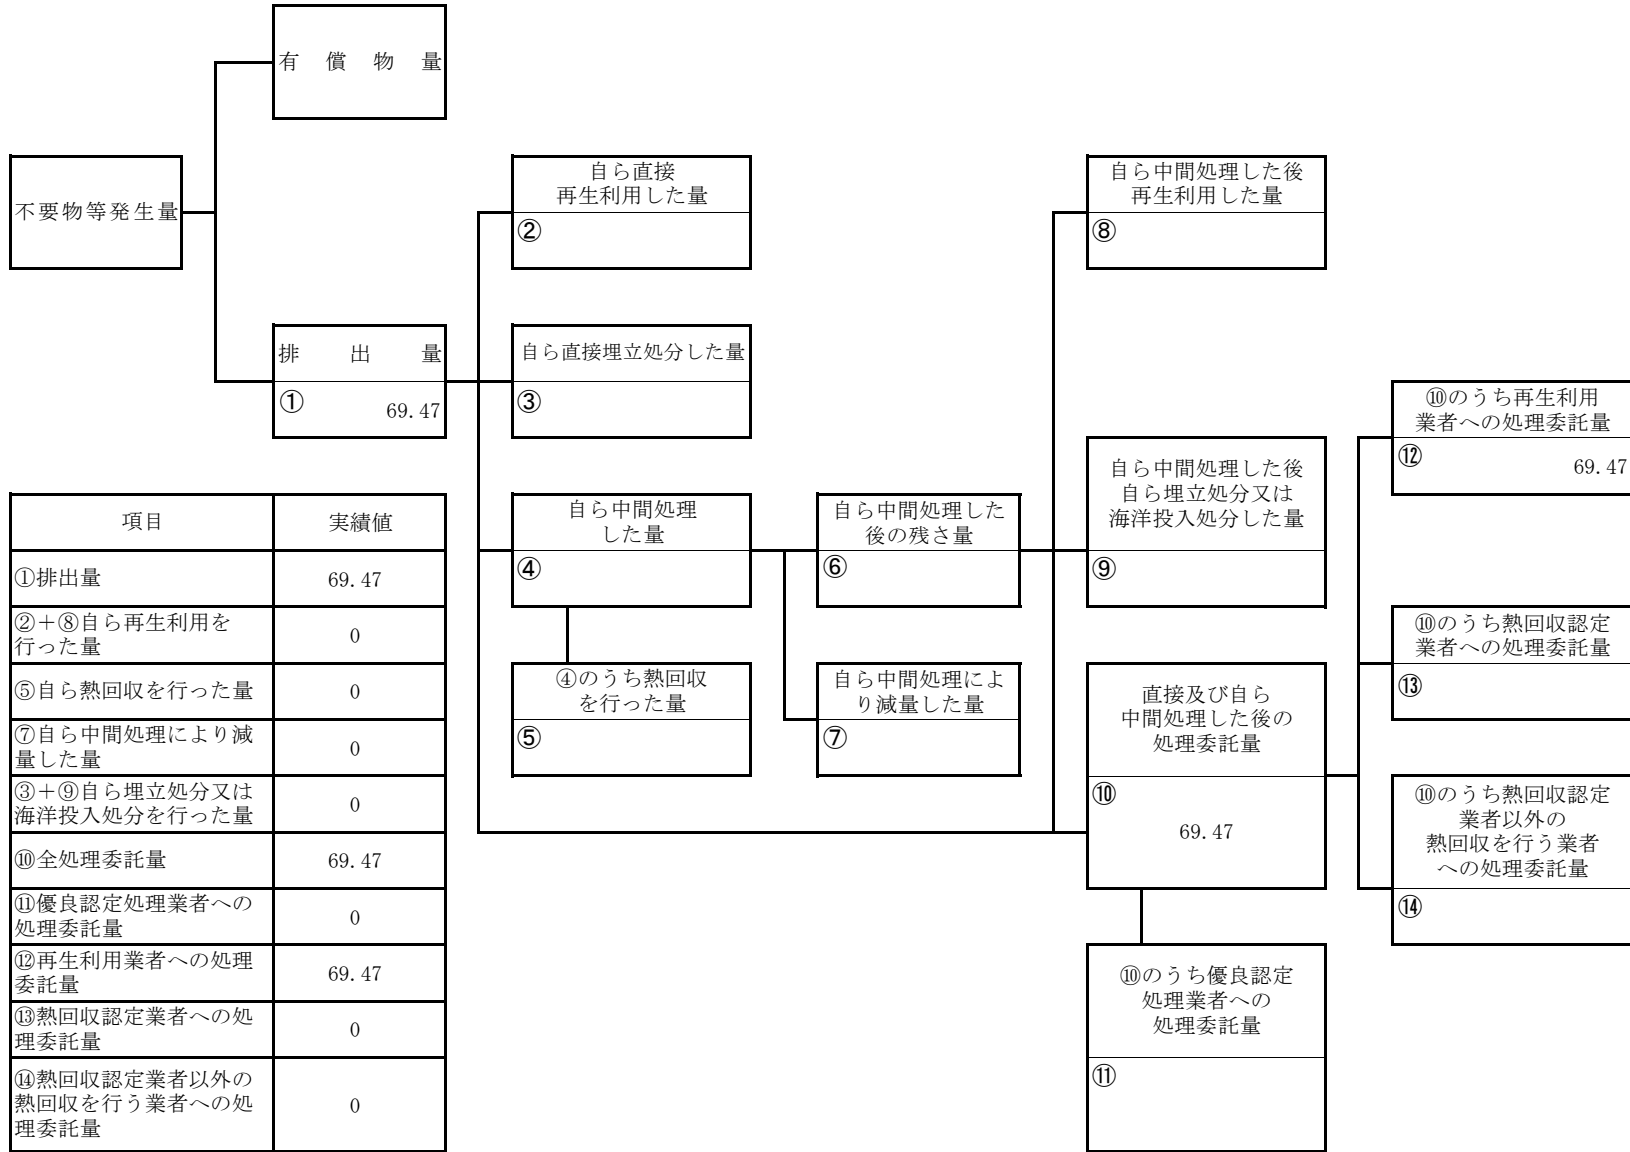 有償物量
不要物等発生量
排出量
① 69.47
自ら直接
再生利用した量
②
自ら直接埋立処分した量
③
自ら中間処理
した量
④
④のうち熱回収
を行った量
⑤
自ら中間処理した
後の残さ量
⑥
自ら中間処理によ
り減量した量
⑦
自ら中間処理した後
再生利用した量
⑧
自ら中間処理した後
自ら埋立処分又は
海洋投入処分した量
⑨
直接及び自ら
中間処理した後の
処理委託量
⑩
69.47
⑩のうち優良認定
処理業者への
処理委託量
⑪
⑩のうち再生利用
業者への処理委託量
⑫ 69.47
⑩のうち熱回収認定
業者への処理委託量
⑬
⑩のうち熱回収認定
業者以外の
熱回収を行う業者
への処理委託量
⑭
項目 実績値
①排出量 69.47
②＋⑧自ら再生利用を
行った量 0
⑤自ら熱回収を行った量 0
⑦自ら中間処理により減
量した量 0
③＋⑨自ら埋立処分又は
海洋投入処分を行った量 0
⑩全処理委託量 69.47
⑪優良認定処理業者への
処理委託量 0
⑫再生利用業者への処理
委託量 69.47
⑬熱回収認定業者への処
理委託量 0
⑭熱回収認定業者以外の
熱回収を行う業者への処
理委託量 0